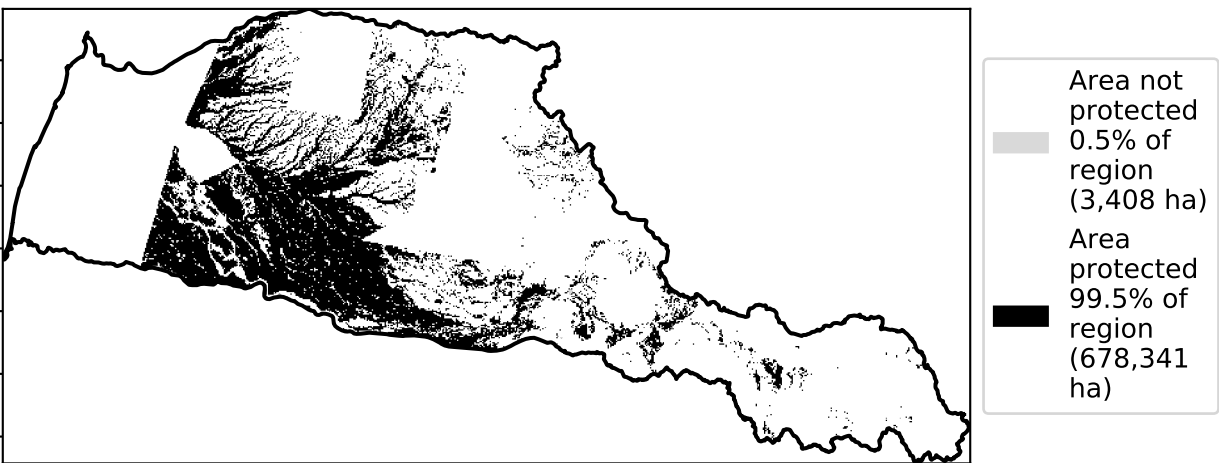 Area not
protected
0.5% of
region
(3,408 ha)
Area
protected
99.5% of
region
(678,341
ha)